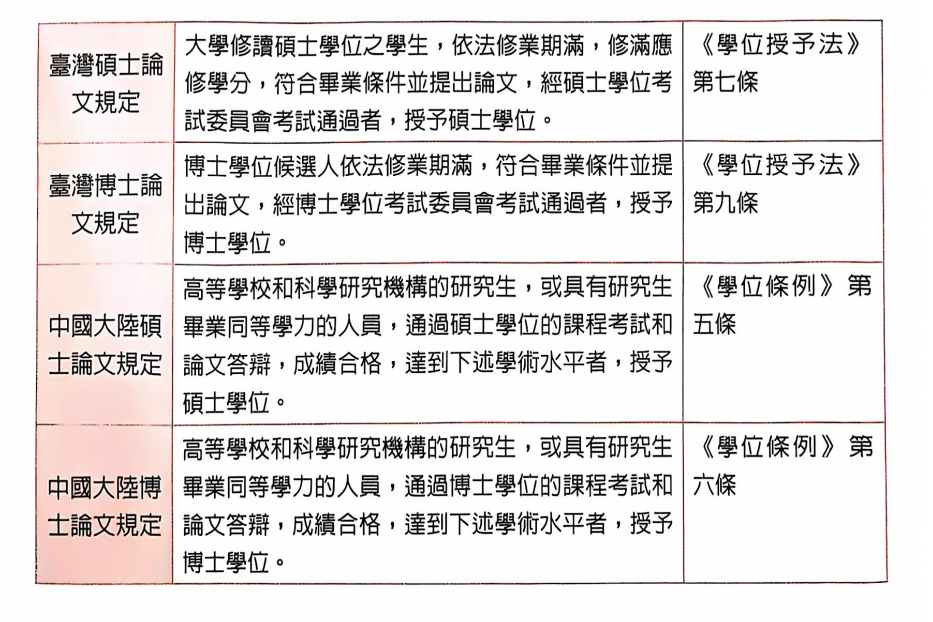 臺灣碩士論
文規定
大學修讀碩士學位之學生，依法修業期滿，修滿應
修學分，符合畢業條件並提出論文，經碩士學位考
試委員會考試通過者，授予碩士學位。
《學位授予法》
第七條
臺灣博士論
文規定
博士學位候選人依法修業期滿，符合畢業條件並提
出論文，經博士學位考試委員會考試通過者，授予
博士學位。
《學位授予法》
第九條
中國大陸碩
士論文規定
高等學校和科學研究機構的研究生，或具有研究生
畢業同等學力的人員，通過碩士學位的課程考試和
論文答辯，成績合格，達到下述學術水平者，授予
碩士學位。
《學位條例》第
五條
中國大陸博
士論文規定
高等學校和科學研究機構的研究生，或具有研究生
畢業同等學力的人員，通過博士學位的課程考試和
論文答辯，成績合格，達到下述學術水平者，授予
博士學位。
《學位條例》第
六條